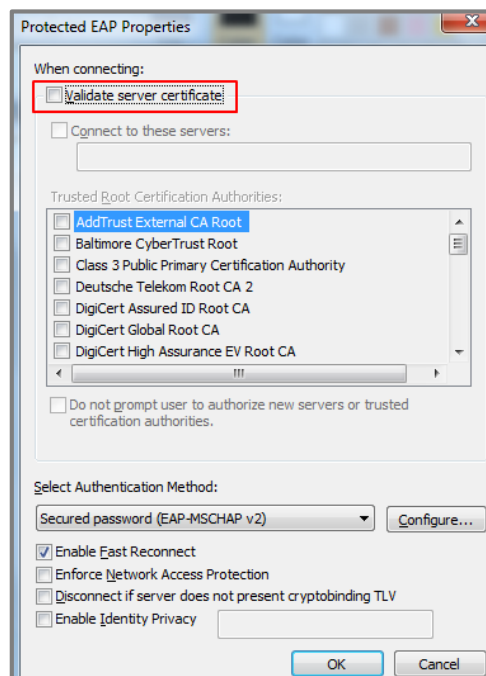 Protected EAP Properties
When connecting:
Validate server certificate
Connect to these servers:
Trusted Root Certification Authorities:
AddTrust External CA Root
Baltimore CyberTrust Root
Class 3 Public Primary Certification Authority
Deutsche Telekom Root CA 2
DigiCert Assured ID Root CA
DigiCert Global Root CA
DigiCert High Assurance EV Root CA
Do not prompt user to authorize new servers or trusted
certification authorities.
Select Authentication Method:
Secured password (EAP-MSCHAP v2) Configure...
Enable Fast Reconnect
Enforce Network Access Protection
Disconnect if server does not present cryptobinding TLV
Enable Identity Privacy
OK Cancel